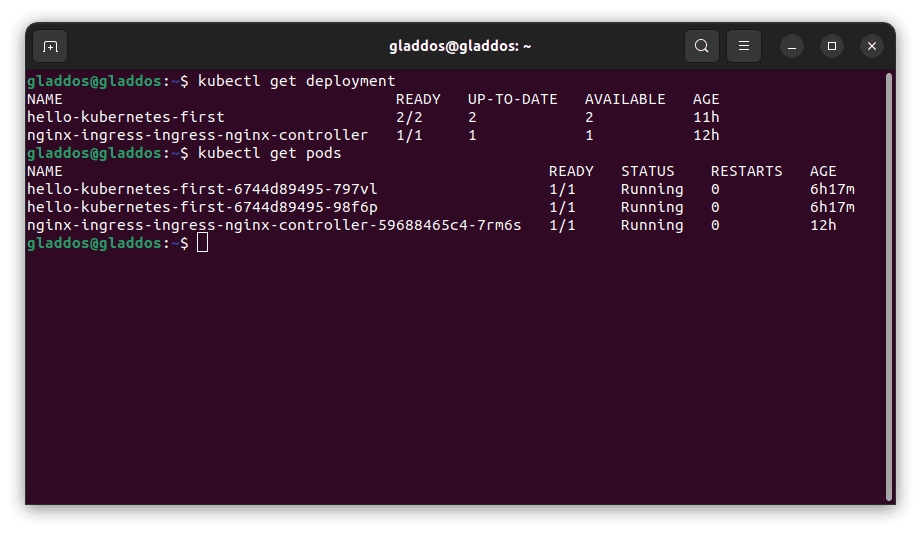 gladdos@gladdos: ~
gladdos@gladdos:~$ kubectl get deployment
NAME                                     READY   UP-TO-DATE   AVAILABLE   AGE
hello-kubernetes-first                   2/2     2            2           11h
nginx-ingress-ingress-nginx-controller   1/1     1            1           12h
gladdos@gladdos:~$ kubectl get pods
NAME                                                      READY   STATUS    RESTARTS   AGE
hello-kubernetes-first-6744d89495-797vl                   1/1     Running   0          6h17m
hello-kubernetes-first-6744d89495-98f6p                   1/1     Running   0          6h17m
nginx-ingress-ingress-nginx-controller-59688465c4-7rm6s   1/1     Running   0          12h
gladdos@gladdos:~$